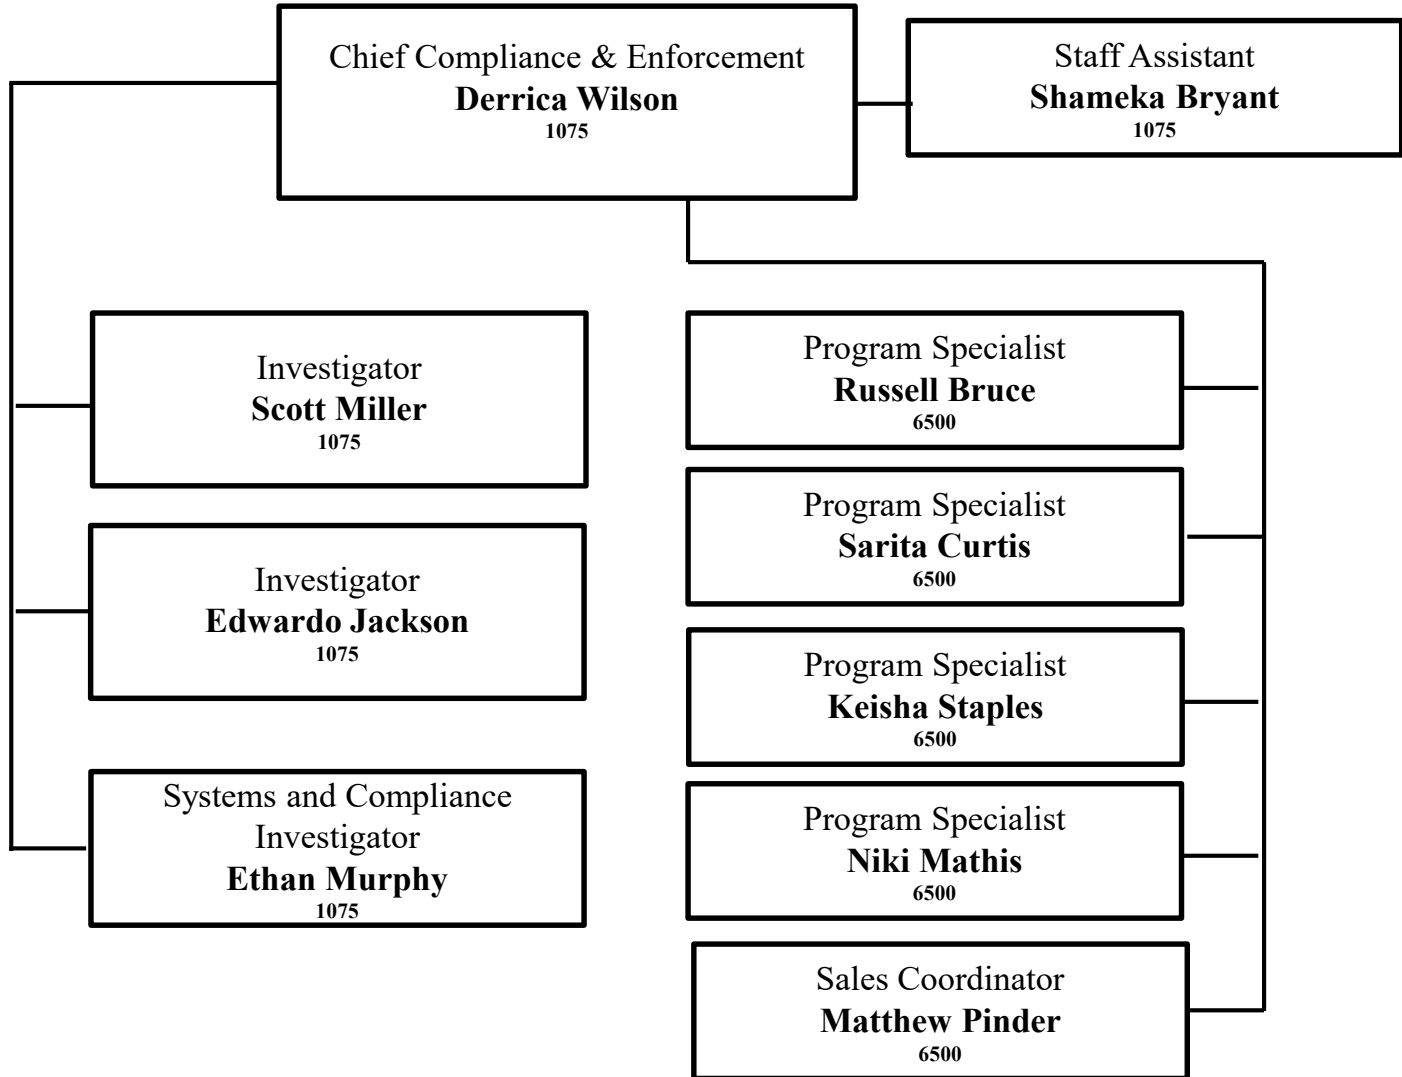 Chief Compliance & Enforcement
Derrica Wilson
1075
Staff Assistant
Shameka Bryant
1075
Investigator
Scott Miller
1075
Investigator
Edwardo Jackson
1075
Systems and Compliance
Investigator
Ethan Murphy
1075
Program Specialist
Russell Bruce
6500
Program Specialist
Sarita Curtis
6500
Program Specialist
Keisha Staples
6500
Program Specialist
Niki Mathis
6500
Sales Coordinator
Matthew Pinder
6500